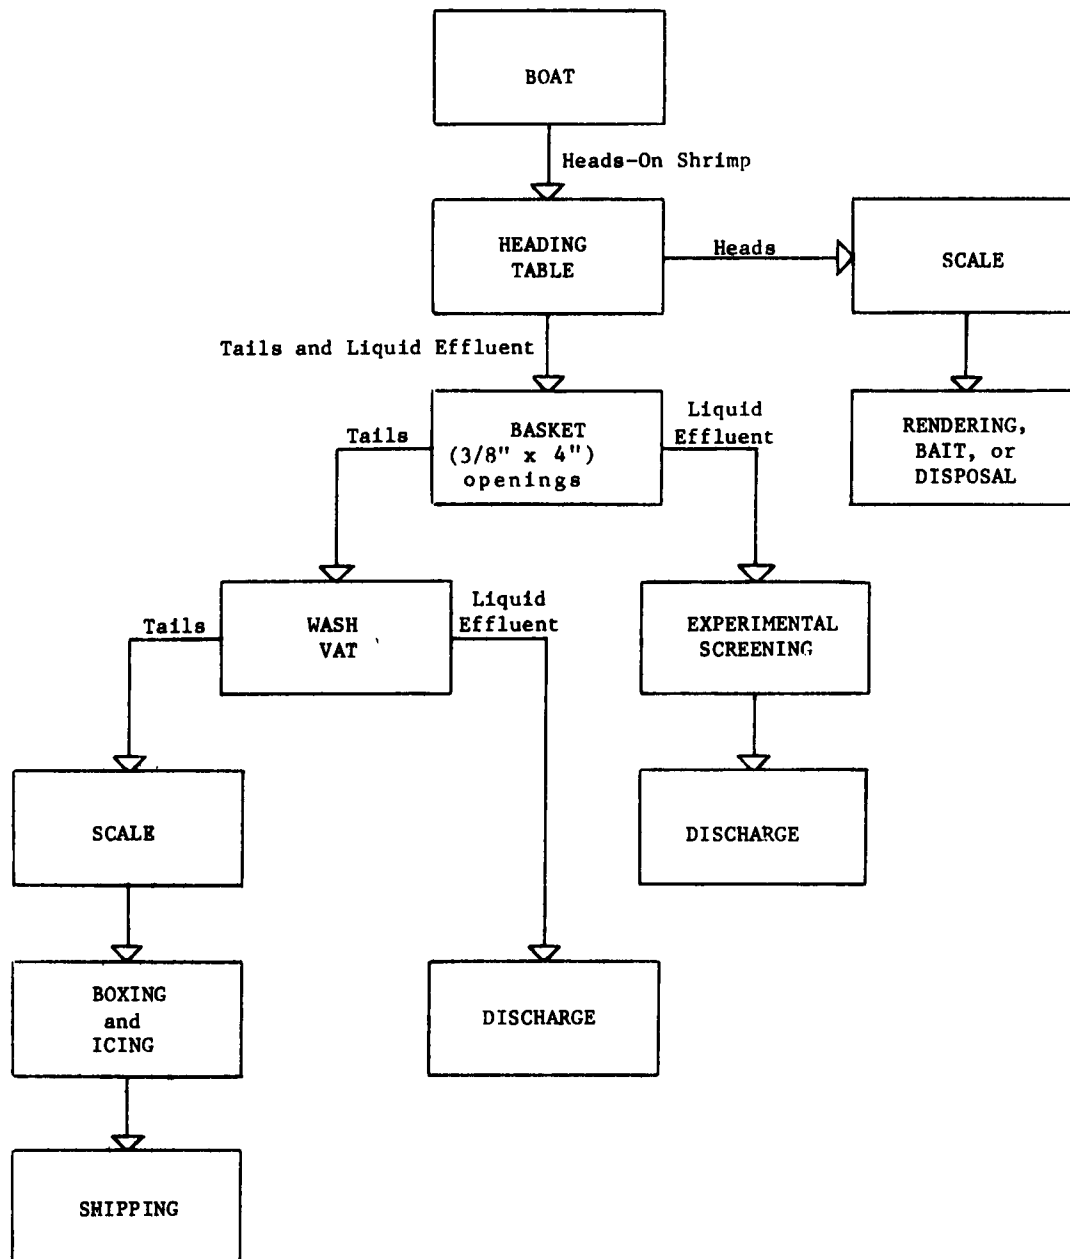 BOAT
Heads-On Shrimp
HEADING
TABLE
Heads
SCALE
Tails and Liquid Effluent
RENDERING,
BAIT, or
DISPOSAL
Tails
BASKET
(3/8" x 4")
openings
Liquid
Effluent
Tails
WASH
VAT
Liquid
Effluent
EXPERIMENTAL
SCREENING
SCALE
DISCHARGE
BOXING
and
ICING
DISCHARGE
SHIPPING